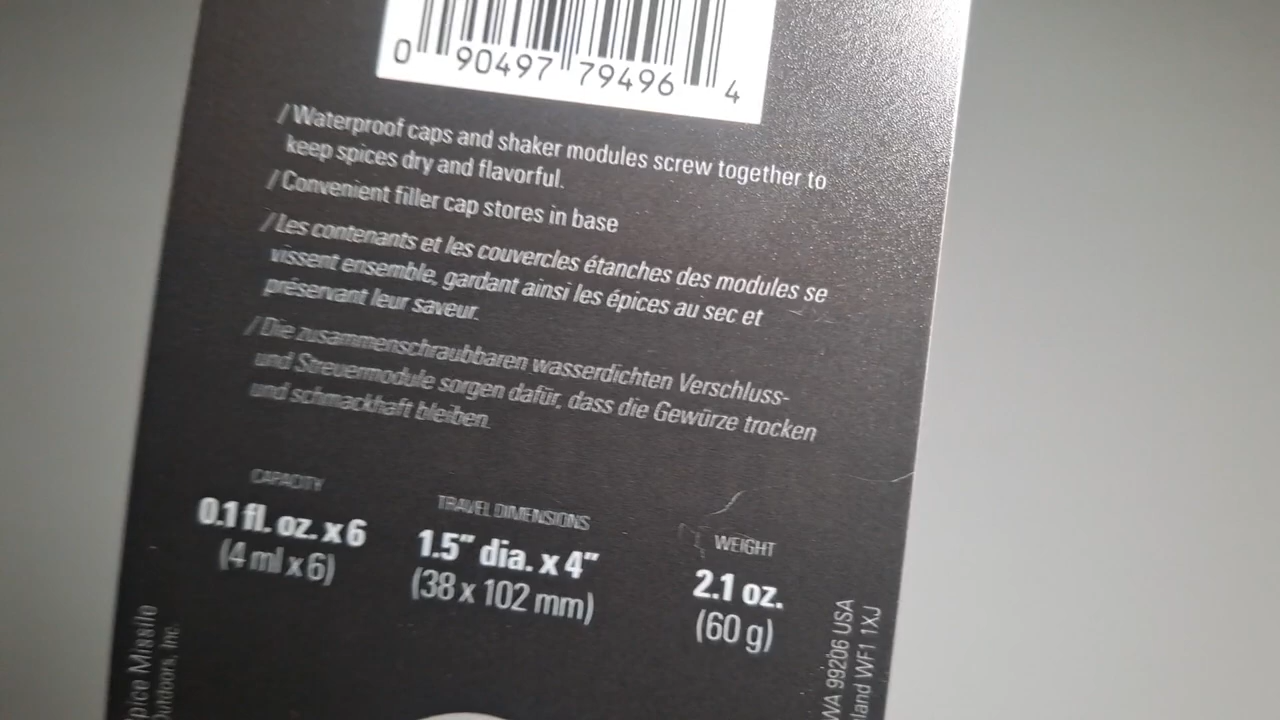 0 90497 79496 4
/ Waterproof caps and shaker modules screw together to
keep spices dry and flavorful.
/ Convenient filler cap stores in base
/ Les contenants et les couvercles étanches des modules se
vissent ensemble, gardant ainsi les épices au sec et
préservant leur saveur.
/ Die zusammenschraubbaren wasserdichten Verschluss-
und Streuermodule sorgen dafür, dass die Gewürze trocken
und schmackhaft bleiben.
CAPACITY
0.1 fl. oz. x 6
(4 ml x 6)
TRAVEL DIMENSIONS
1.5" dia. x 4"
(38 x 102 mm)
WEIGHT
2.1 oz.
(60 g)
pice Missile
Outdoors, Inc.
WA 99206 USA
land WF1 1XJ